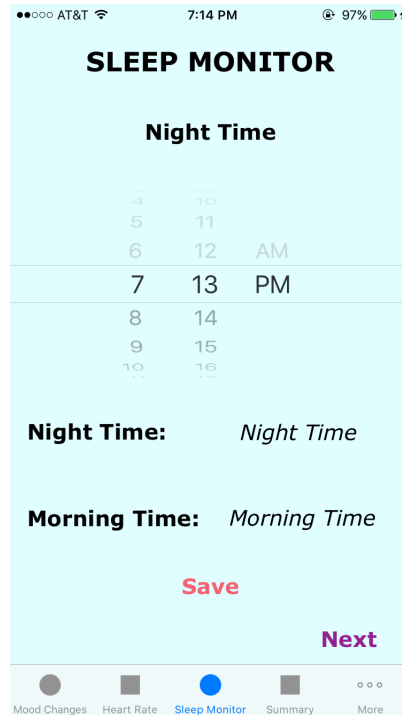 AT&T 7:14 PM 97%
SLEEP MONITOR
Night Time
4 10
5 11
6 12 AM
7 13 PM
8 14
9 15
10 16
Night Time: Night Time
Morning Time: Morning Time
Save
Next
Mood Changes Heart Rate Sleep Monitor Summary More